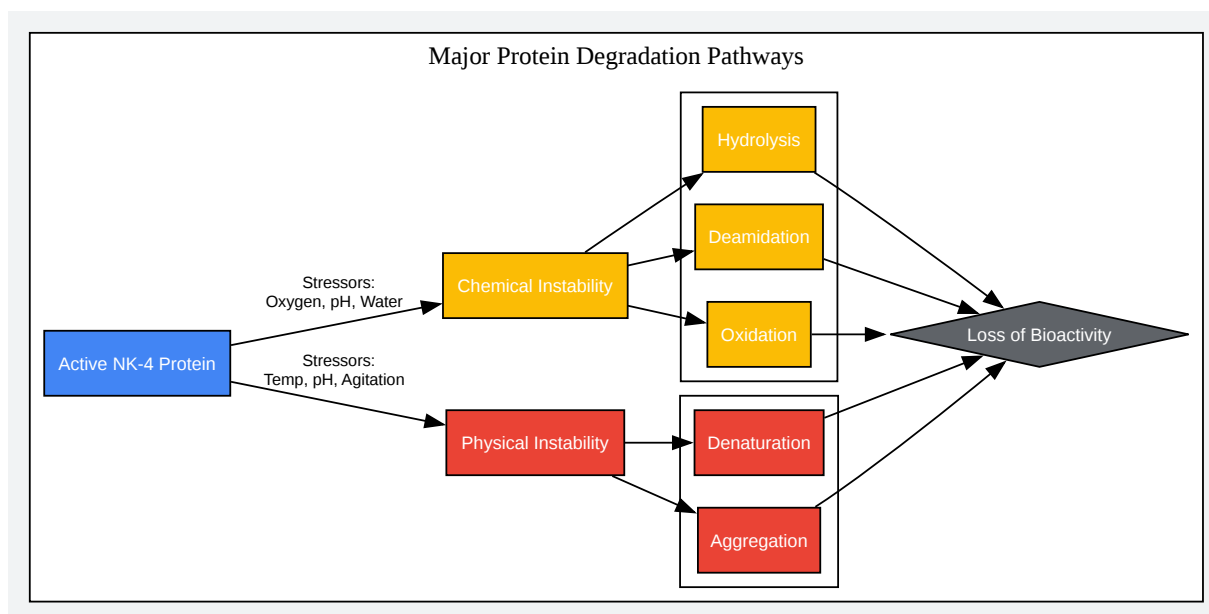 Major Protein Degradation Pathways
Active NK-4 Protein
Stressors:
Oxygen, pH, Water
Stressors:
Temp, pH, Agitation
Chemical Instability
Physical Instability
Hydrolysis
Deamidation
Oxidation
Denaturation
Aggregation
Loss of Bioactivity